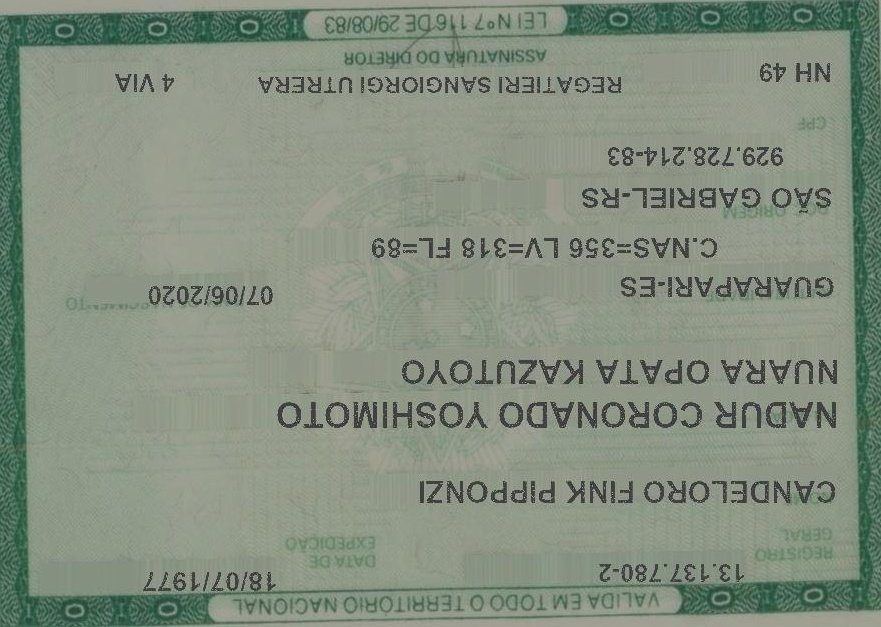 VALIDA EM TODO O TERRITORIO NACIONAL
REGISTRO GERAL 13.137.780-2 DATA DE EXPEDIÇÃO 18/07/1977
CANDELORO FINK PIPPONZI
NADUR CORONADO YOSHIMOTO
NUARA OPATA KAZUTOYO
GUARAPARI-ES 07/06/2020
C.NAS=356 LV=318 FL=89
DOC. ORIGEM
SÃO GABRIEL-RS
929.728.214-83
CPF
NH 49 REGATIERI SANGIORGI UTRERA 4 VIA
ASSINATURA DO DIRETOR
LEI Nº 7.116 DE 29/08/83